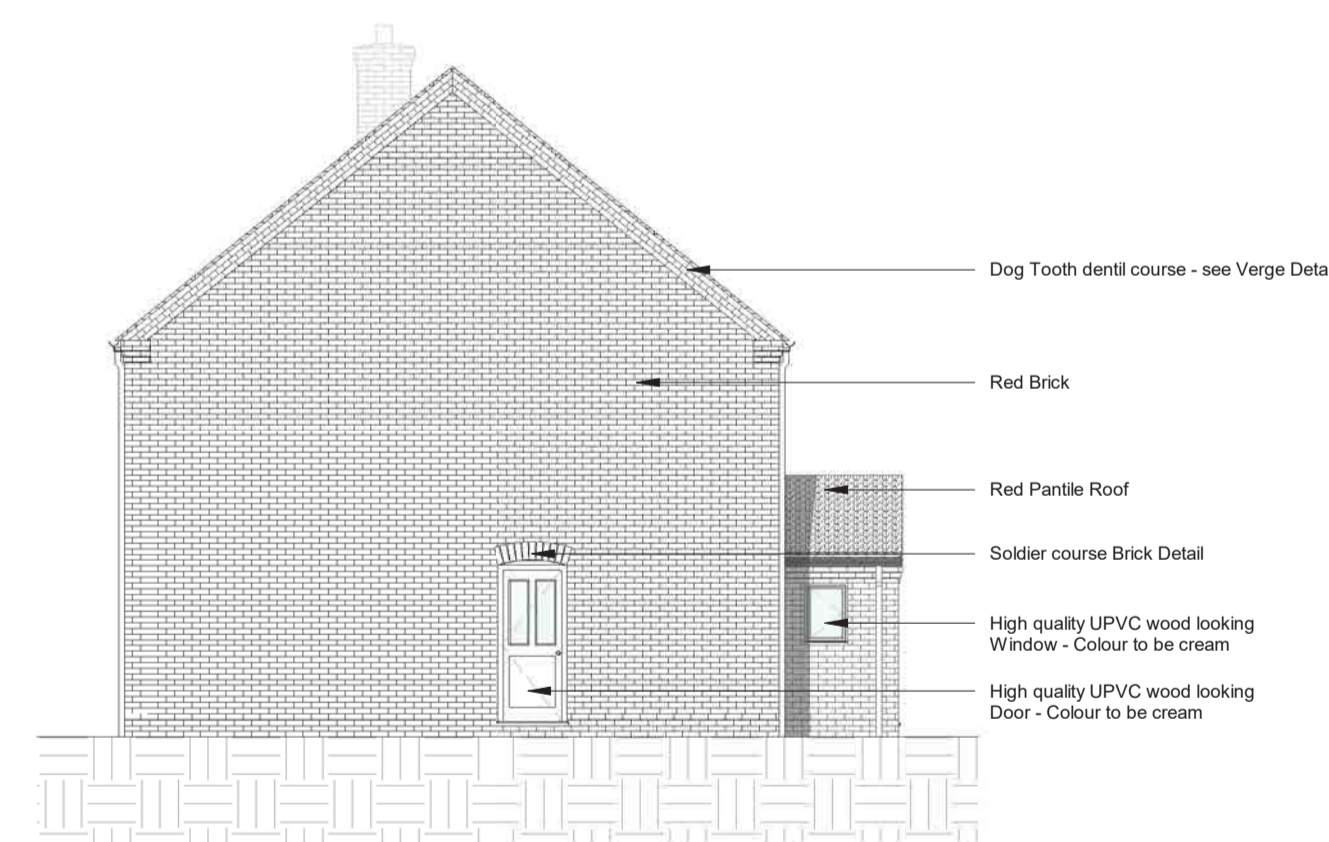 Dog Tooth dentil course - see Verge Deta
Red Brick
Red Pantile Roof
Soldier course Brick Detail
High quality UPVC wood looking
Window - Colour to be cream
High quality UPVC wood looking
Door - Colour to be cream